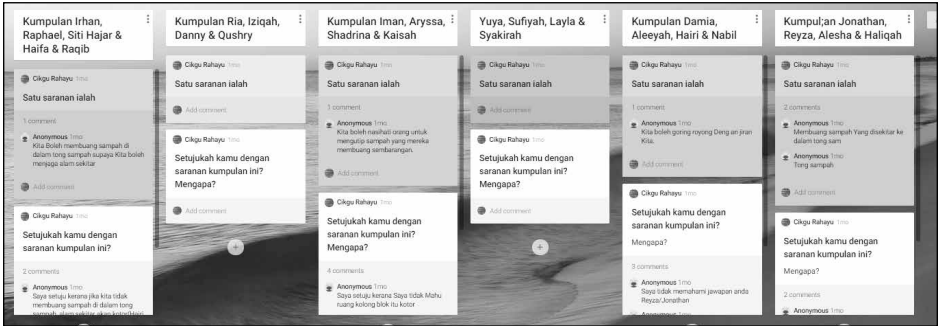 Kumpulan Irhan,
Raphael, Siti Hajar &
Haifa & Raqib
Cikgu Rahayu 1mo
Satu saranan ialah
1 comment
Anonymous 1mo
Kita Boleh membuang sampah di
dalam tong sampah supaya Kita boleh
menjaga alam sekitar
Add comment
Cikgu Rahayu 1mo
Setujukah kamu dengan
saranan kumpulan ini?
2 comments
Anonymous 1mo
Saya setuju kerana jika kita tidak
membuang sampah di dalam tong
sampah, alam sekitar akan kotor(Hairi
Kumpulan Ria, Iziqah,
Danny & Qushry
Cikgu Rahayu 1mo
Satu saranan ialah
Add comment
Cikgu Rahayu 1mo
Setujukah kamu dengan
saranan kumpulan ini?
Mengapa?
Add comment
Kumpulan Iman, Aryssa,
Shadrina & Kaisah
Cikgu Rahayu 1mo
Satu saranan ialah
1 comment
Anonymous 1mo
Kita boleh nasihati orang untuk
mengutip sampah yang mereka
membuang sembarangan.
Add comment
Cikgu Rahayu 1mo
Setujukah kamu dengan
saranan kumpulan ini?
Mengapa?
4 comments
Anonymous 1mo
Saya setuju kerana Saya tidak Mahu
ruang kolong blok itu kotor
Yuya, Sufiyah, Layla &
Syakirah
Cikgu Rahayu 1mo
Satu saranan ialah
Add comment
Cikgu Rahayu 1mo
Setujukah kamu dengan
saranan kumpulan ini?
Mengapa?
Add comment
Kumpulan Damia,
Aleeyah, Hairi & Nabil
Cikgu Rahayu 1mo
Satu saranan ialah
1 comment
Anonymous 1mo
Kita boleh goring royong Deng an jiran
Kita.
Add comment
Cikgu Rahayu 1mo
Setujukah kamu dengan
saranan kumpulan ini?
Mengapa?
3 comments
Anonymous 1mo
Saya tidak memahami jawapan anda
Reyza/Jonathan
Kumpul;an Jonathan,
Reyza, Alesha & Haliqah
Cikgu Rahayu 1mo
Satu saranan ialah
2 comments
Anonymous 1mo
Membuang sampah Yang disekitar ke
dalam tong sam
Anonymous 1mo
Tong sampah
Add comment
Cikgu Rahayu 1mo
Setujukah kamu dengan
saranan kumpulan ini?
Mengapa?
2 comments
Anonymous 1mo